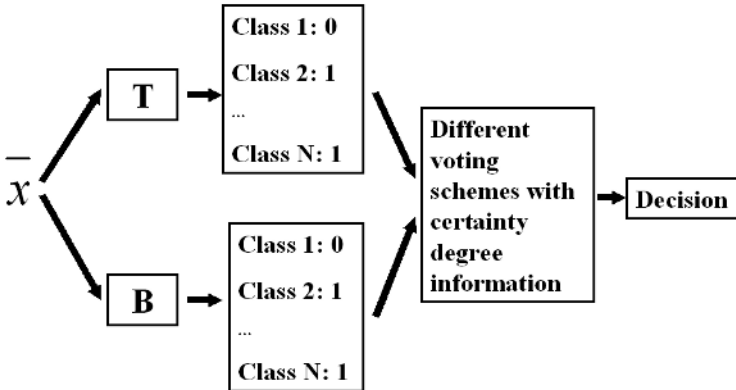 x̄
T
Class 1: 0
Class 2: 1
...
Class N: 1
B
Class 1: 0
Class 2: 1
...
Class N: 1
Different
voting
schemes with
certainty
degree
information
Decision